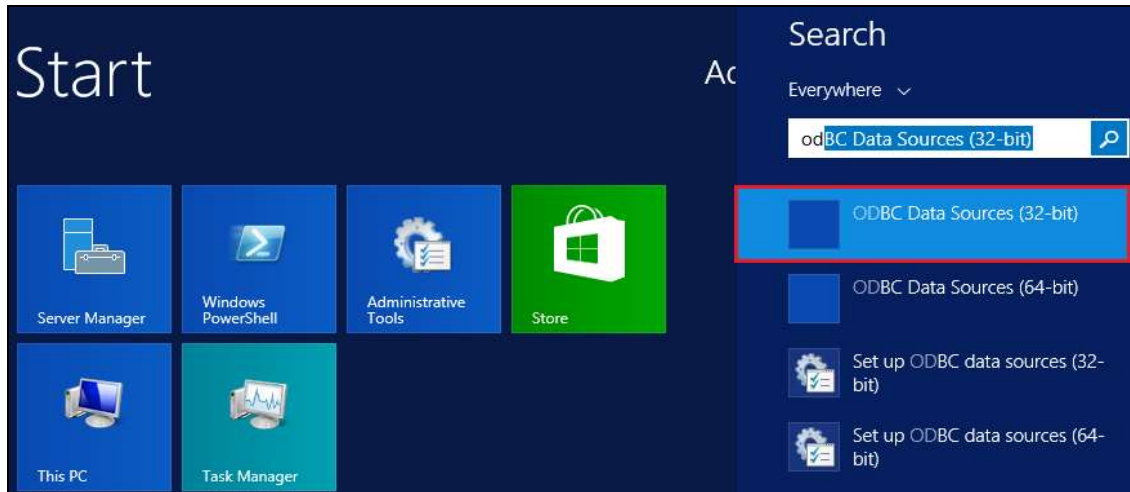 Start
Ac
Server Manager
Windows
PowerShell
Administrative
Tools
Store
This PC
Task Manager
Search
Everywhere
odBC Data Sources (32-bit)
ODBC Data Sources (32-bit)
ODBC Data Sources (64-bit)
Set up ODBC data sources (32-
bit)
Set up ODBC data sources (64-
bit)